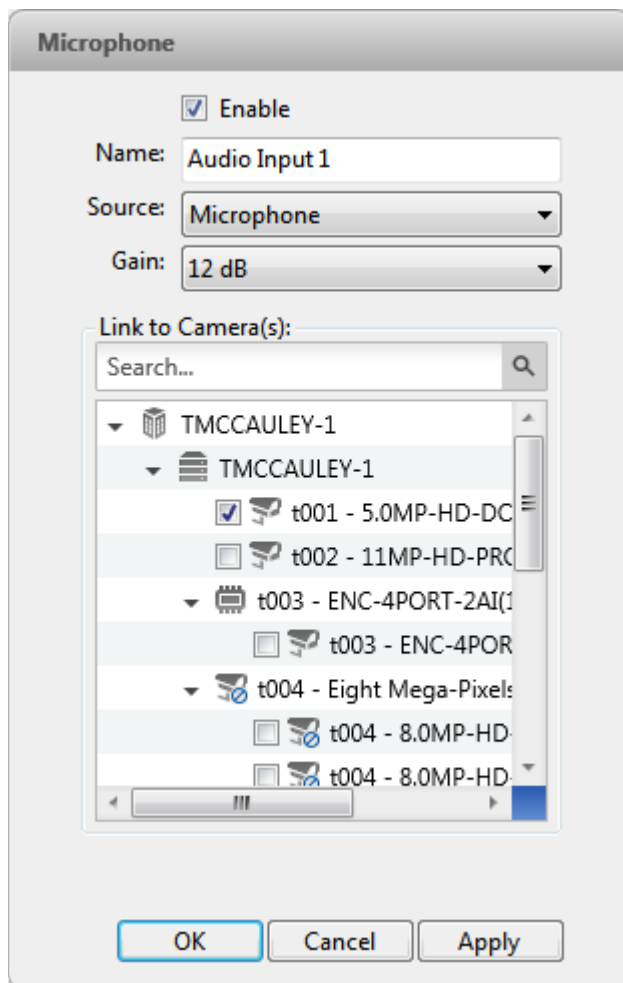 Microphone
Enable
Name: Audio Input 1
Source: Microphone
Gain: 12 dB
Link to Camera(s):
Search...
TMCCAULEY-1
TMCCAULEY-1
t001 - 5.0MP-HD-DO
t002 - 11MP-HD-PRO
t003 - ENC-4PORT-2AI(1
t003 - ENC-4POR
t004 - Eight Mega-Pixels
t004 - 8.0MP-HD-
t004 - 8.0MP-HD-
OK Cancel Apply